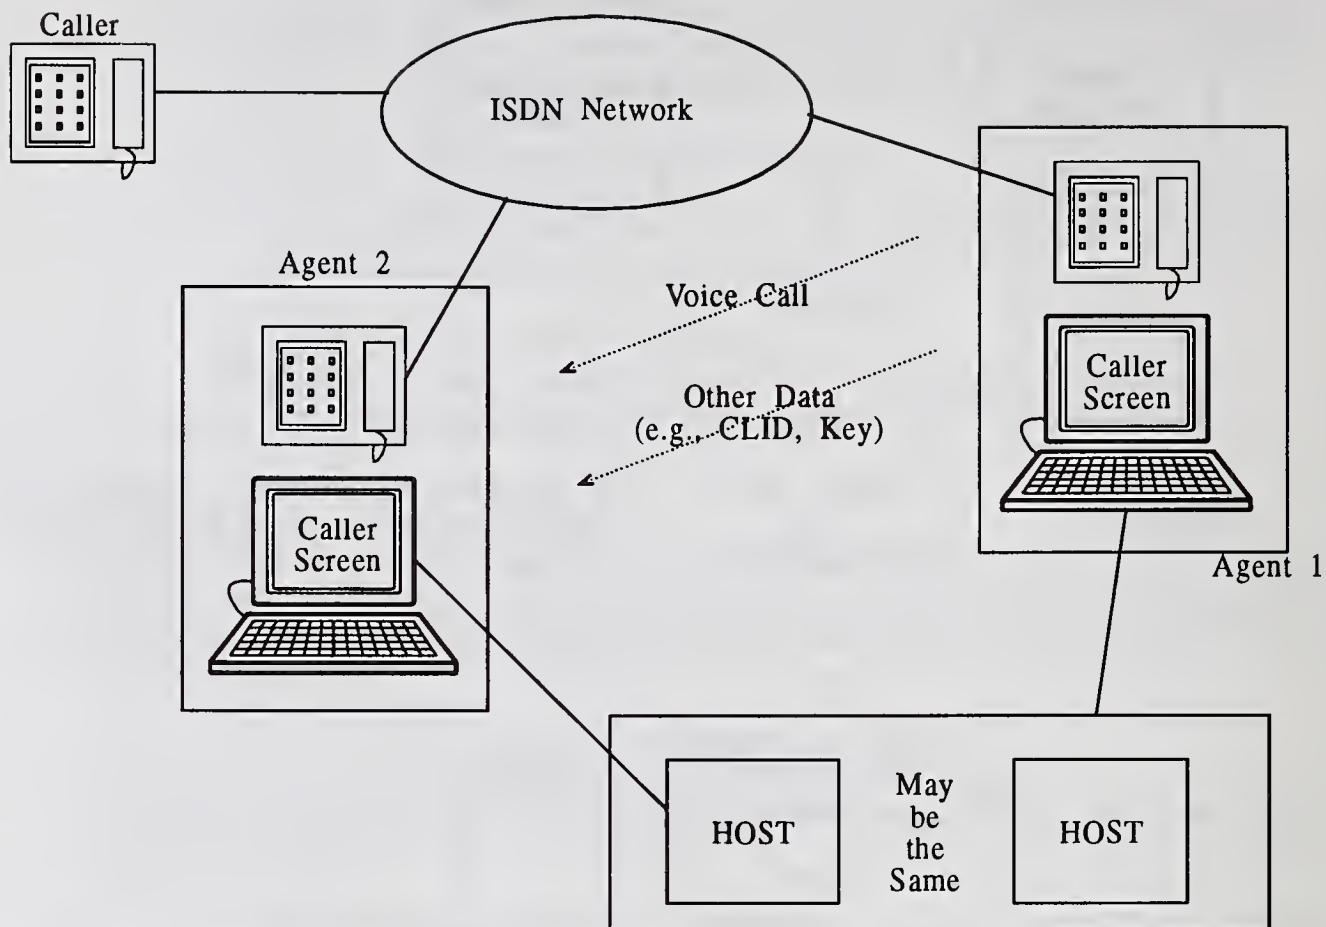 Caller
ISDN Network
Agent 2
Voice Call
Other Data
(e.g., CLID, Key)
Caller
Screen
Agent 1
Caller
Screen
HOST
May
be
the
Same
HOST